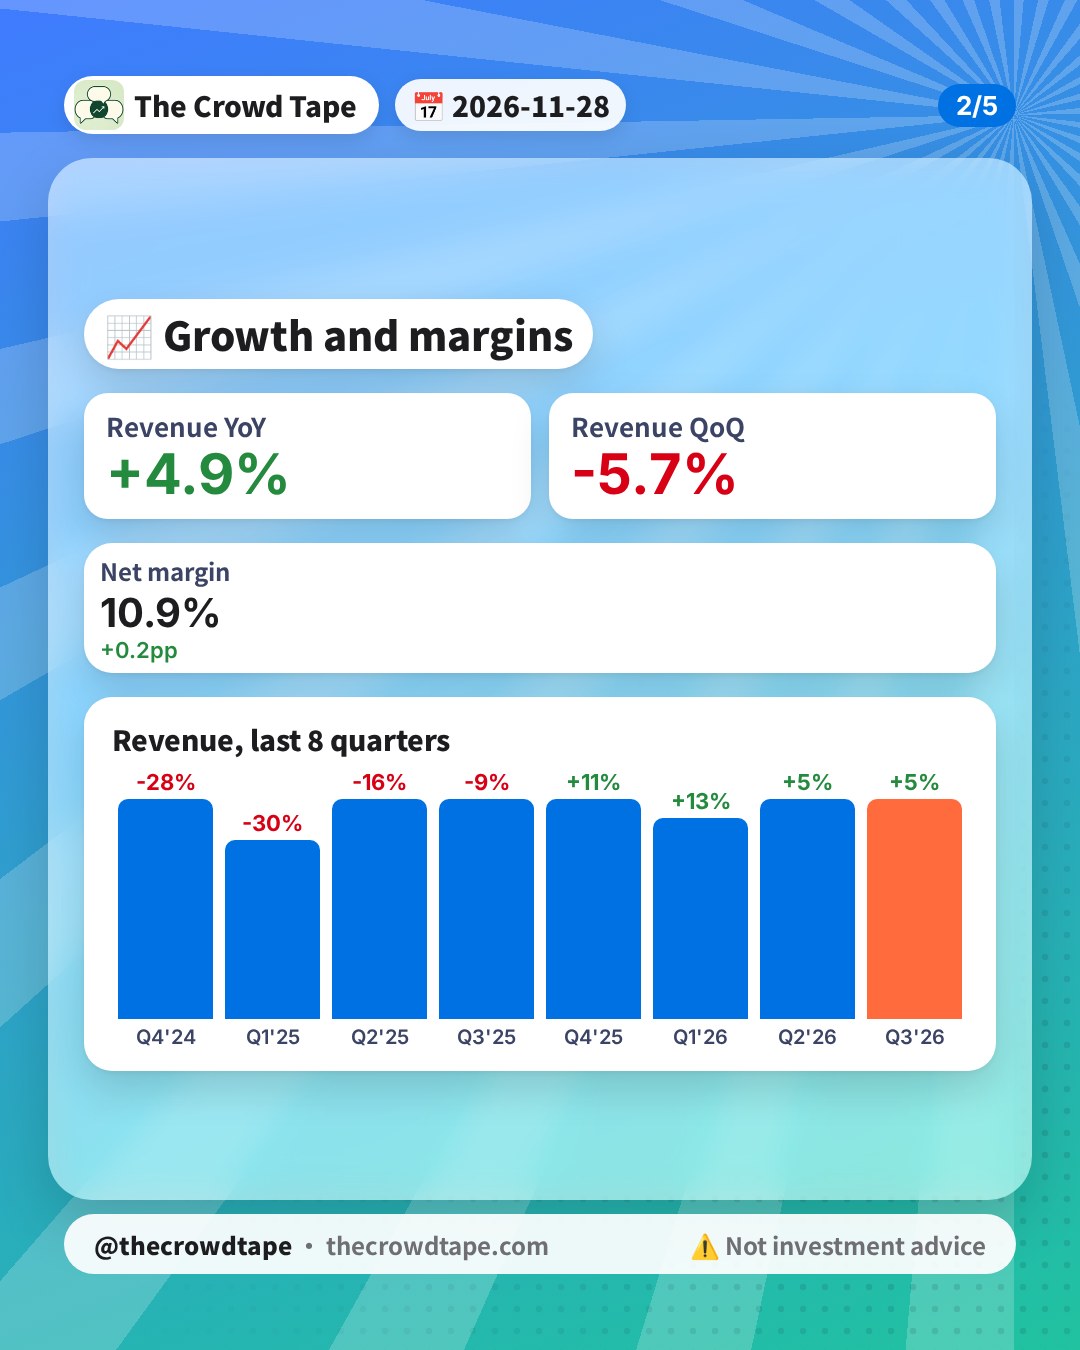 The Crowd Tape
2026-11-28
2/5
Growth and margins
Revenue YoY
+4.9%
Revenue QoQ
-5.7%
Net margin
10.9%
+0.2pp
Revenue, last 8 quarters
-28% -30% -16% -9% +11% +13% +5% +5%
Q4'24 Q1'25 Q2'25 Q3'25 Q4'25 Q1'26 Q2'26 Q3'26
@thecrowdtape • thecrowdtape.com
⚠️ Not investment advice